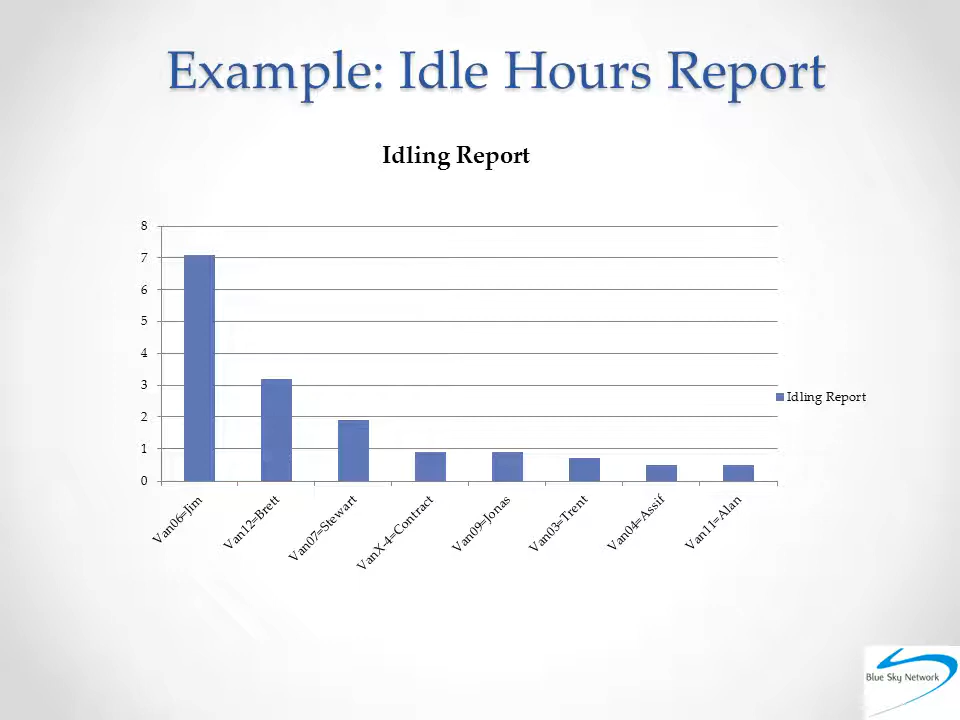 Example: Idle Hours Report
Idling Report
8
7
6
5
4
3
2
1
0
Idling Report
Van06=Jim
Van12=Brett
Van07=Stewart
VanX-4=Contract
Van09=Jonas
Van03=Trent
Van04=Assif
Van11=Alan
Blue Sky Network